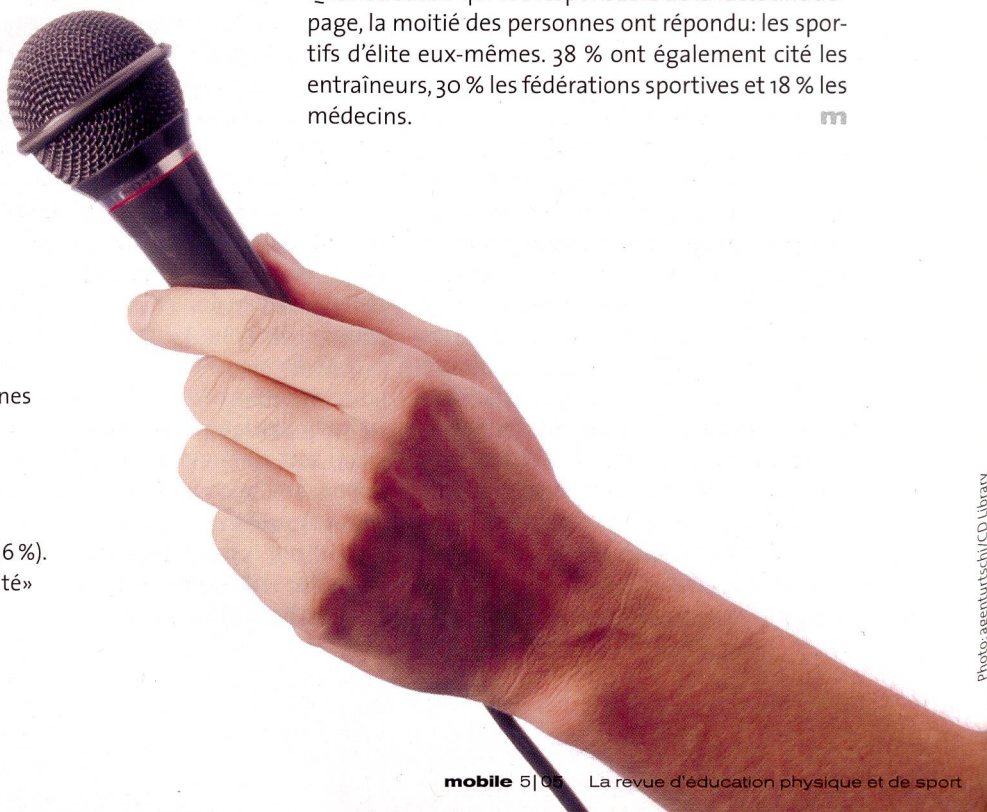 page, la moitié des personnes ont répondu: les spor-
tifs d'élite eux-mêmes. 38 % ont également cité les
entraîneurs, 30 % les fédérations sportives et 18 % les
médecins. m
nes
6 %).
té»
Photo: agenturtschi/CD Library
mobile 5|05 La revue d'éducation physique et de sport